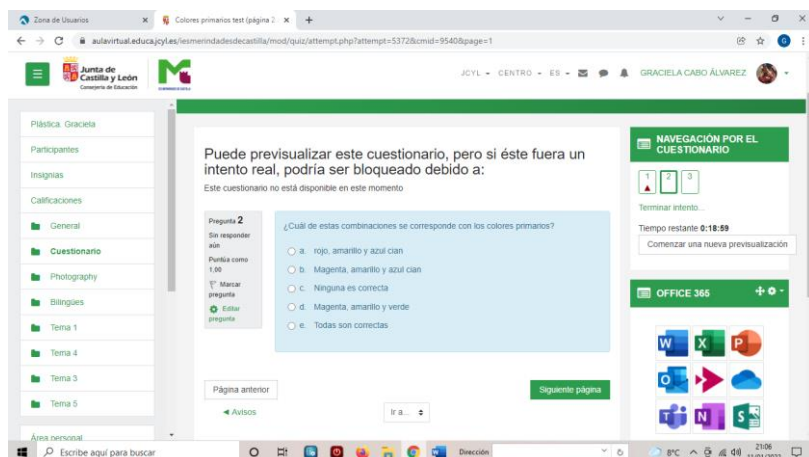 Zona de Usuarios
Colores primarios test (página 2
aulavirtual.educa.jcyl.es/iesmerindadesdecastilla/mod/quiz/attempt.php?attempt=5372&cmid=9540&page=1
G
Junta de
Castilla y León
Consejería de Educación
JCYL CENTRO ES
GRACIELA CABO ÁLVAREZ
Plástica. Graciela
Participantes
Insignias
Calificaciones
General
Cuestionario
Photography
Bilingües
Tema 1
Tema 4
Tema 3
Tema 5
Área personal
Puede previsualizar este cuestionario, pero si éste fuera un
intento real, podría ser bloqueado debido a:
Este cuestionario no está disponible en este momento
Pregunta 2
Sin responder
aún
Puntúa como
1,00
Marcar
pregunta
Editar
pregunta
¿Cuál de estas combinaciones se corresponde con los colores primarios?
a. rojo, amarillo y azul cian
b. Magenta, amarillo y azul cian
c. Ninguna es correcta
d. Magenta, amarillo y verde
e. Todas son correctas
Página anterior
Siguiente página
◄ Avisos
Ir a...
NAVEGACIÓN POR EL
CUESTIONARIO
1 2 3
Terminar intento...
Tiempo restante 0:18:59
Comenzar una nueva previsualización
OFFICE 365
W X P
O
T N S
Escribe aquí para buscar
Dirección
8°C
21:06